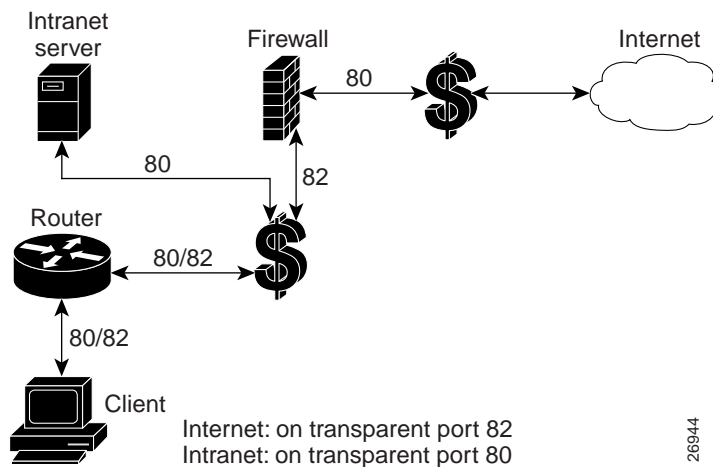 Intranet
server
Firewall
Internet
80
80
82
Router
80/82
80/82
Client
Internet: on transparent port 82
Intranet: on transparent port 80
26944